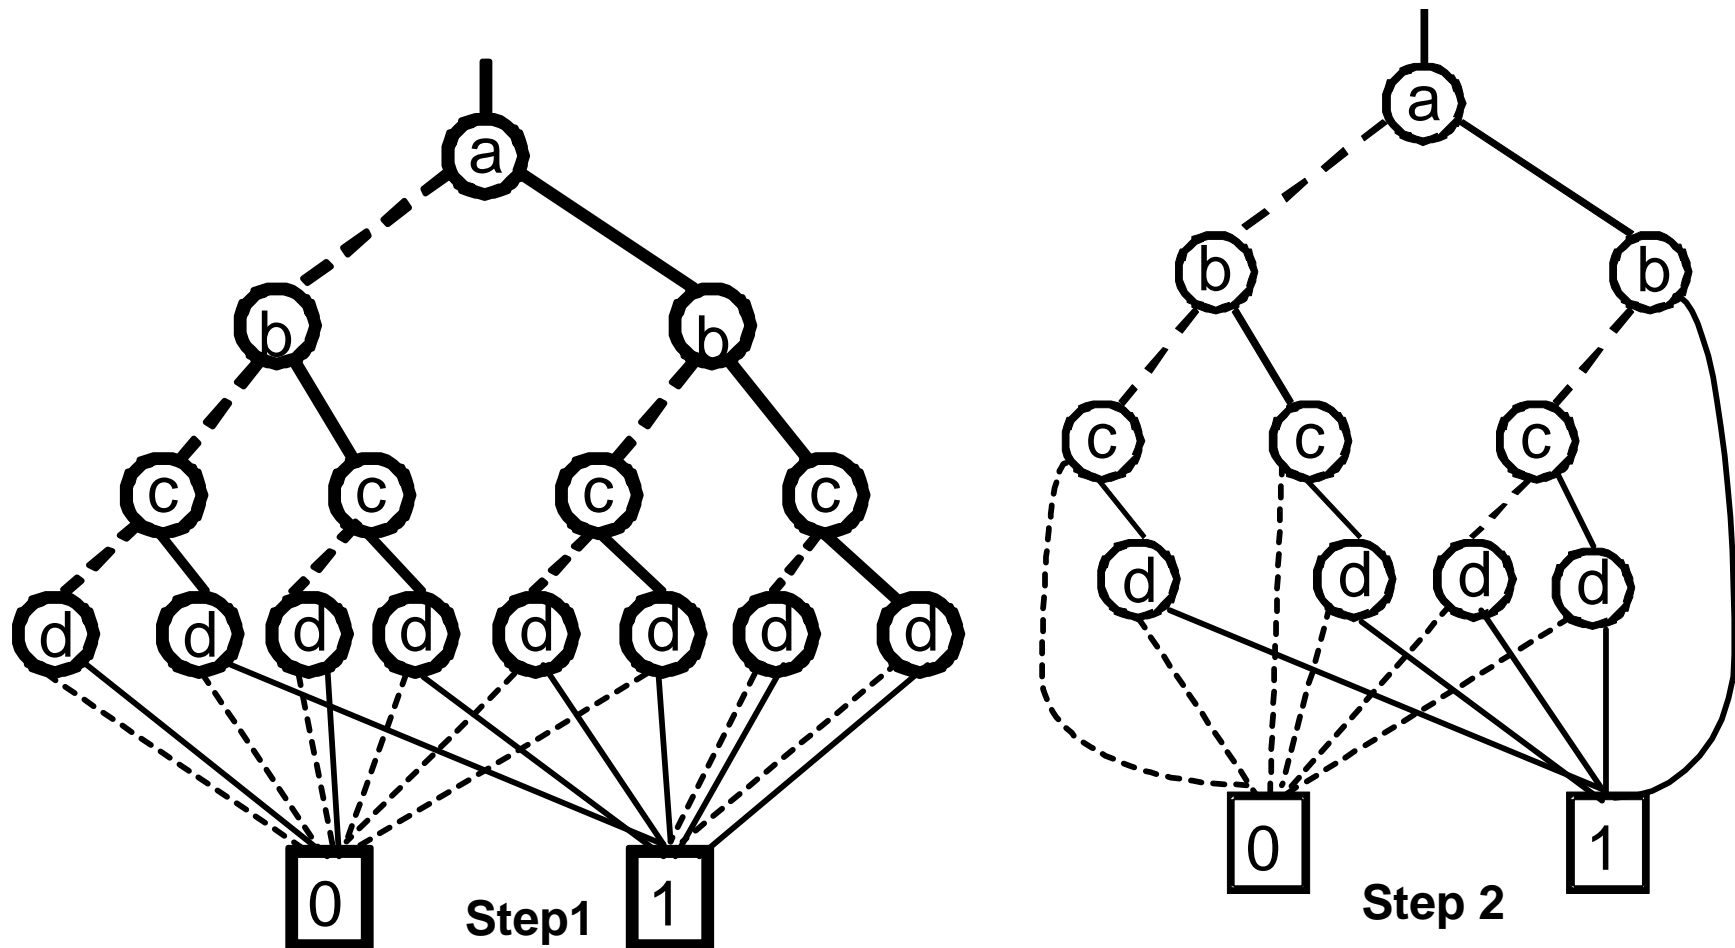 a
b b
c c c c
d d d d d d d d
0 1
Step1
a
b b
c c c
d d d d
0 1
Step 2